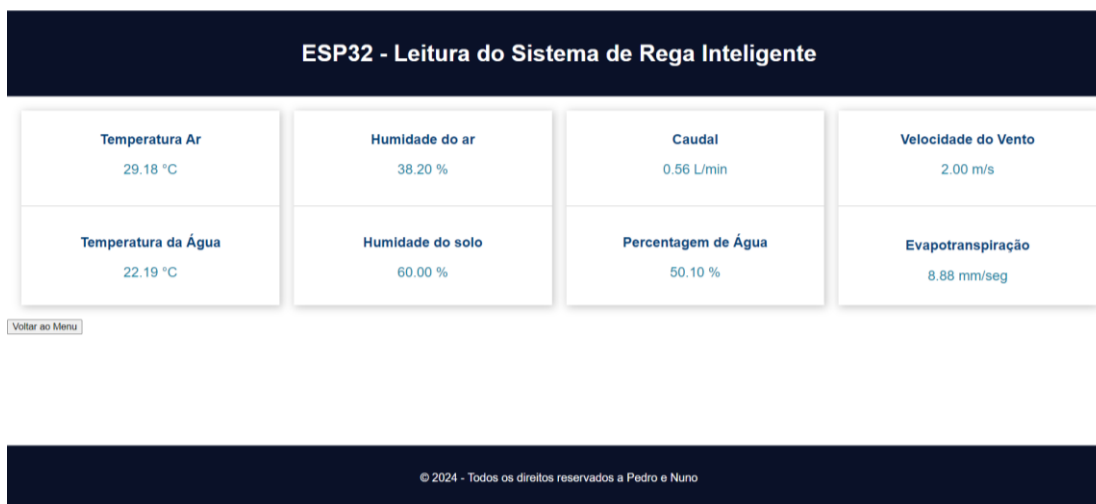 ESP32 - Leitura do Sistema de Rega Inteligente
Temperatura Ar
29.18 °C
Temperatura da Água
22.19 °C
Humidade do ar
38.20 %
Humidade do solo
60.00 %
Caudal
0.56 L/min
Percentagem de Água
50.10 %
Velocidade do Vento
2.00 m/s
Evapotranspiração
8.88 mm/seg
Voltar ao Menu
© 2024 - Todos os direitos reservados a Pedro e Nuno